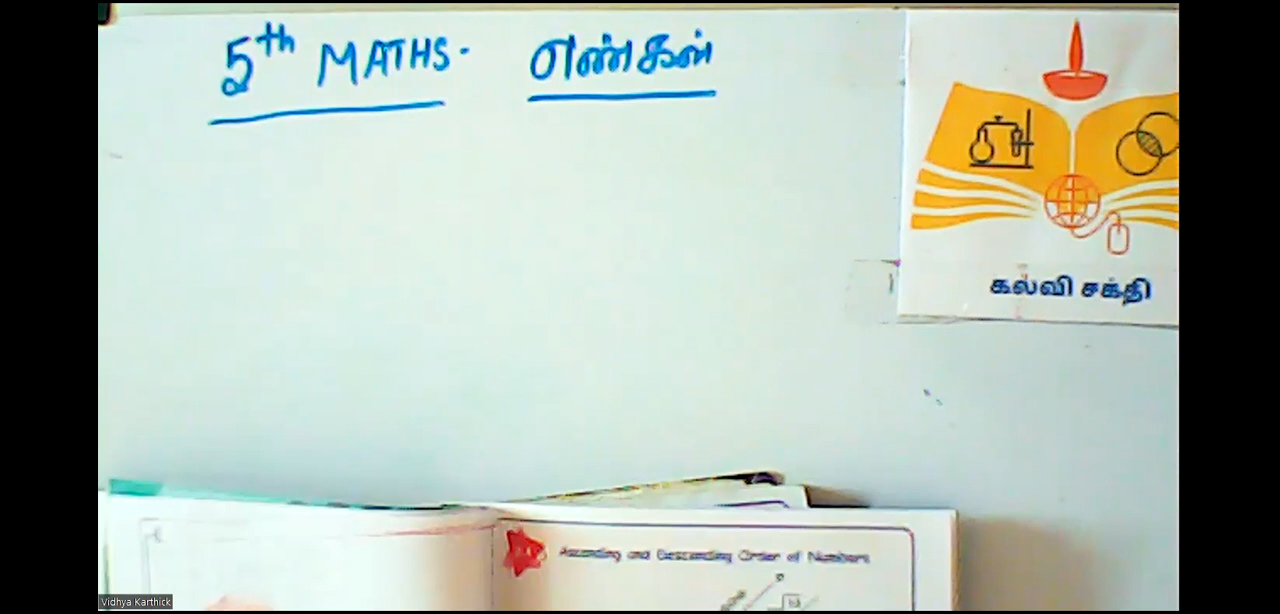 5th MATHS. எண்கள்
கல்வி சக்தி
Ascending and Descending Order of Numbers
Vidhya Karthick